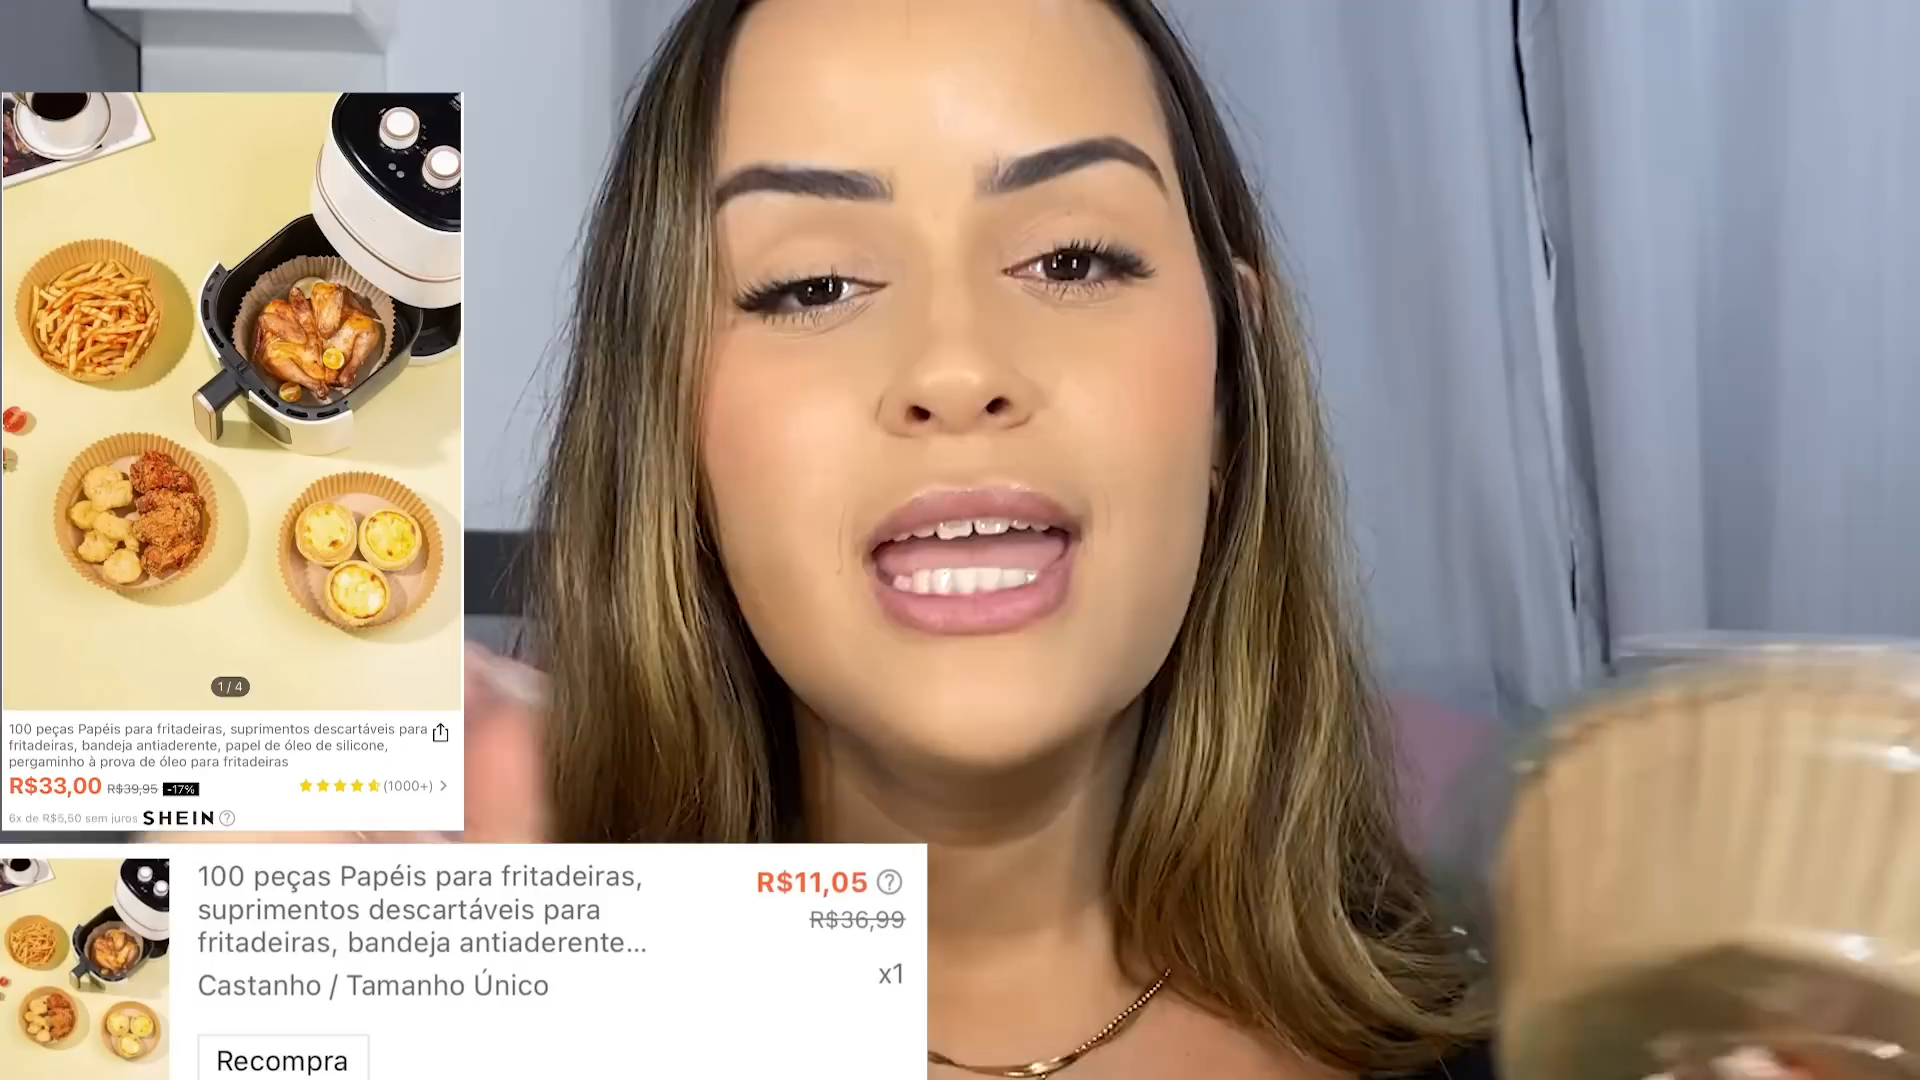 1 / 4
100 peças Papéis para fritadeiras, suprimentos descartáveis para
fritadeiras, bandeja antiaderente, papel de óleo de silicone,
pergaminho à prova de óleo para fritadeiras
R$33,00 R$39,95 -17% (1000+)
6x de R$5,50 sem juros SHEIN ?
100 peças Papéis para fritadeiras,
suprimentos descartáveis para
fritadeiras, bandeja antiaderente...
Castanho / Tamanho Único
R$11,05 ?
R$36,99
x1
Recompra